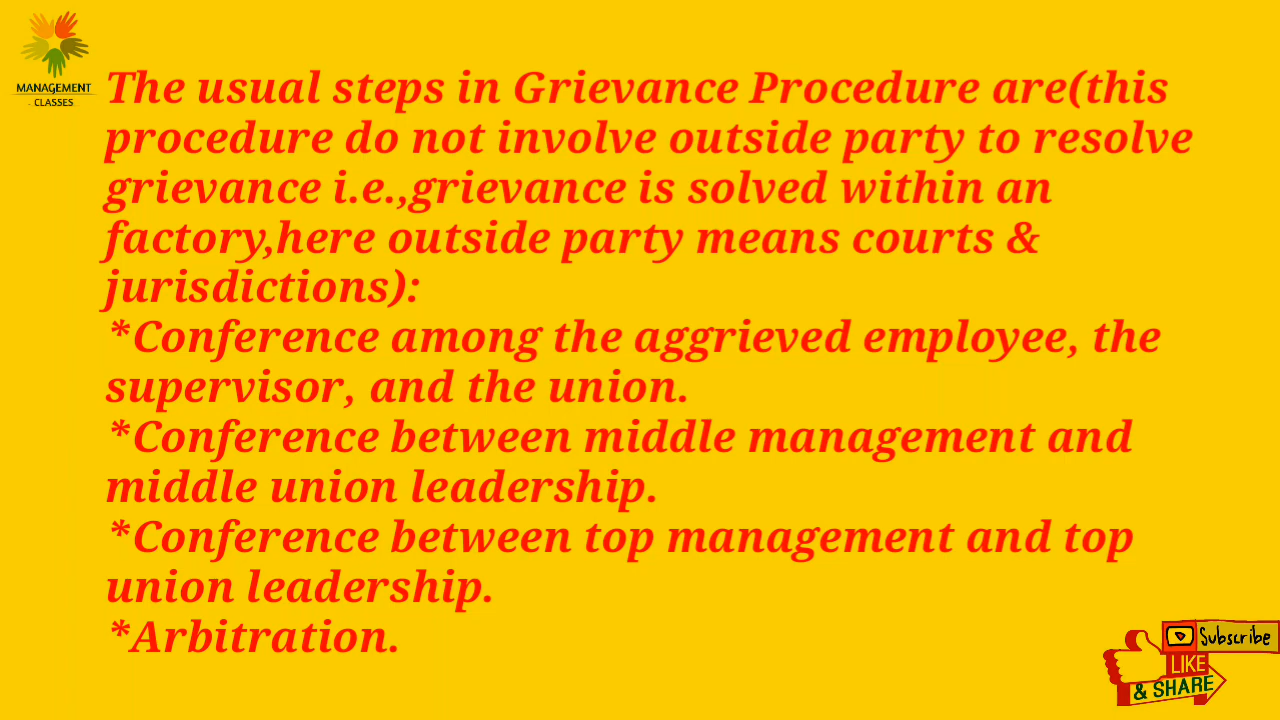 MANAGEMENT
- CLASSES
The usual steps in Grievance Procedure are(this
procedure do not involve outside party to resolve
grievance i.e.,grievance is solved within an
factory,here outside party means courts &
jurisdictions):
*Conference among the aggrieved employee, the
supervisor, and the union.
*Conference between middle management and
middle union leadership.
*Conference between top management and top
union leadership.
*Arbitration.
Subscribe
LIKE
& SHARE